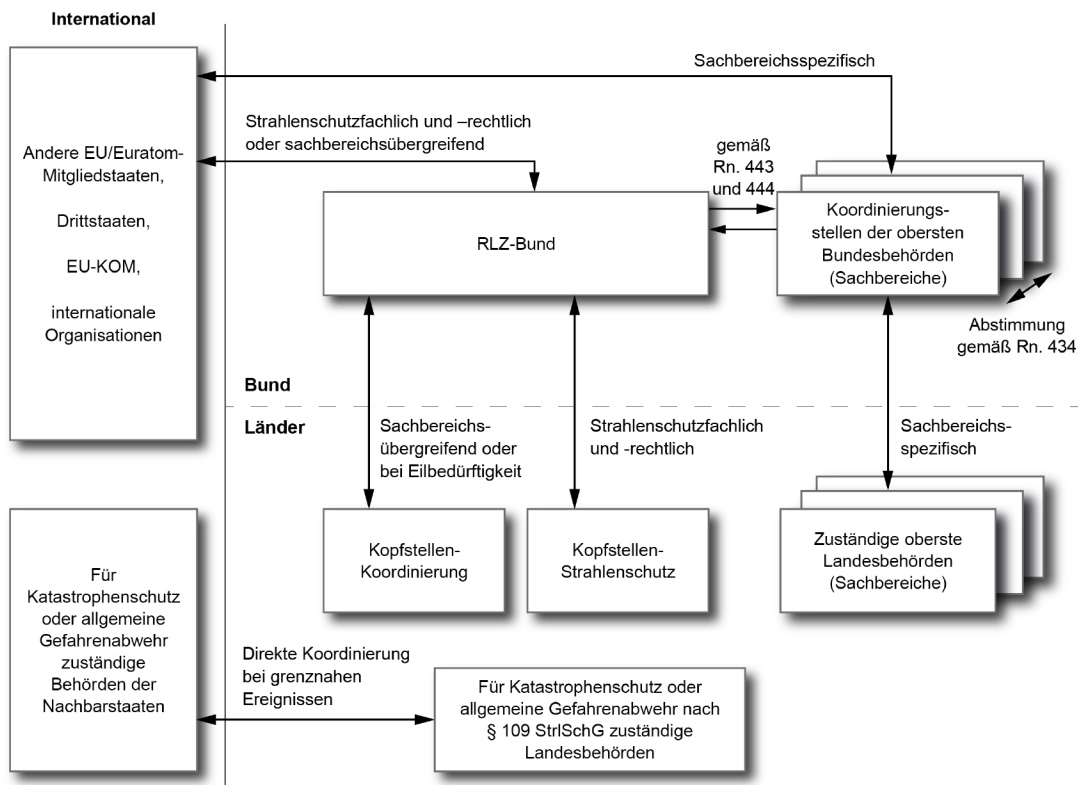 International
Andere EU/Euratom-
Mitgliedstaaten,
Drittstaaten,
EU-KOM,
internationale
Organisationen
Sachbereichsspezifisch
Strahlenschutzfachlich und –rechtlich
oder sachbereichsübergreifend
gemäß
Rn. 443
und 444
RLZ-Bund
Koordinierungs-
stellen der obersten
Bundesbehörden
(Sachbereiche)
Abstimmung
gemäß Rn. 434
Bund
Länder
Sachbereichs-
übergreifend oder
bei Eilbedürftigkeit
Strahlenschutzfachlich
und -rechtlich
Sachbereichs-
spezifisch
Kopfstellen-
Koordinierung
Kopfstellen-
Strahlenschutz
Zuständige oberste
Landesbehörden
(Sachbereiche)
Für
Katastrophenschutz
oder allgemeine
Gefahrenabwehr
zuständige
Behörden der
Nachbarstaaten
Direkte Koordinierung
bei grenznahen
Ereignissen
Für Katastrophenschutz oder
allgemeine Gefahrenabwehr nach
§ 109 StrlSchG zuständige
Landesbehörden